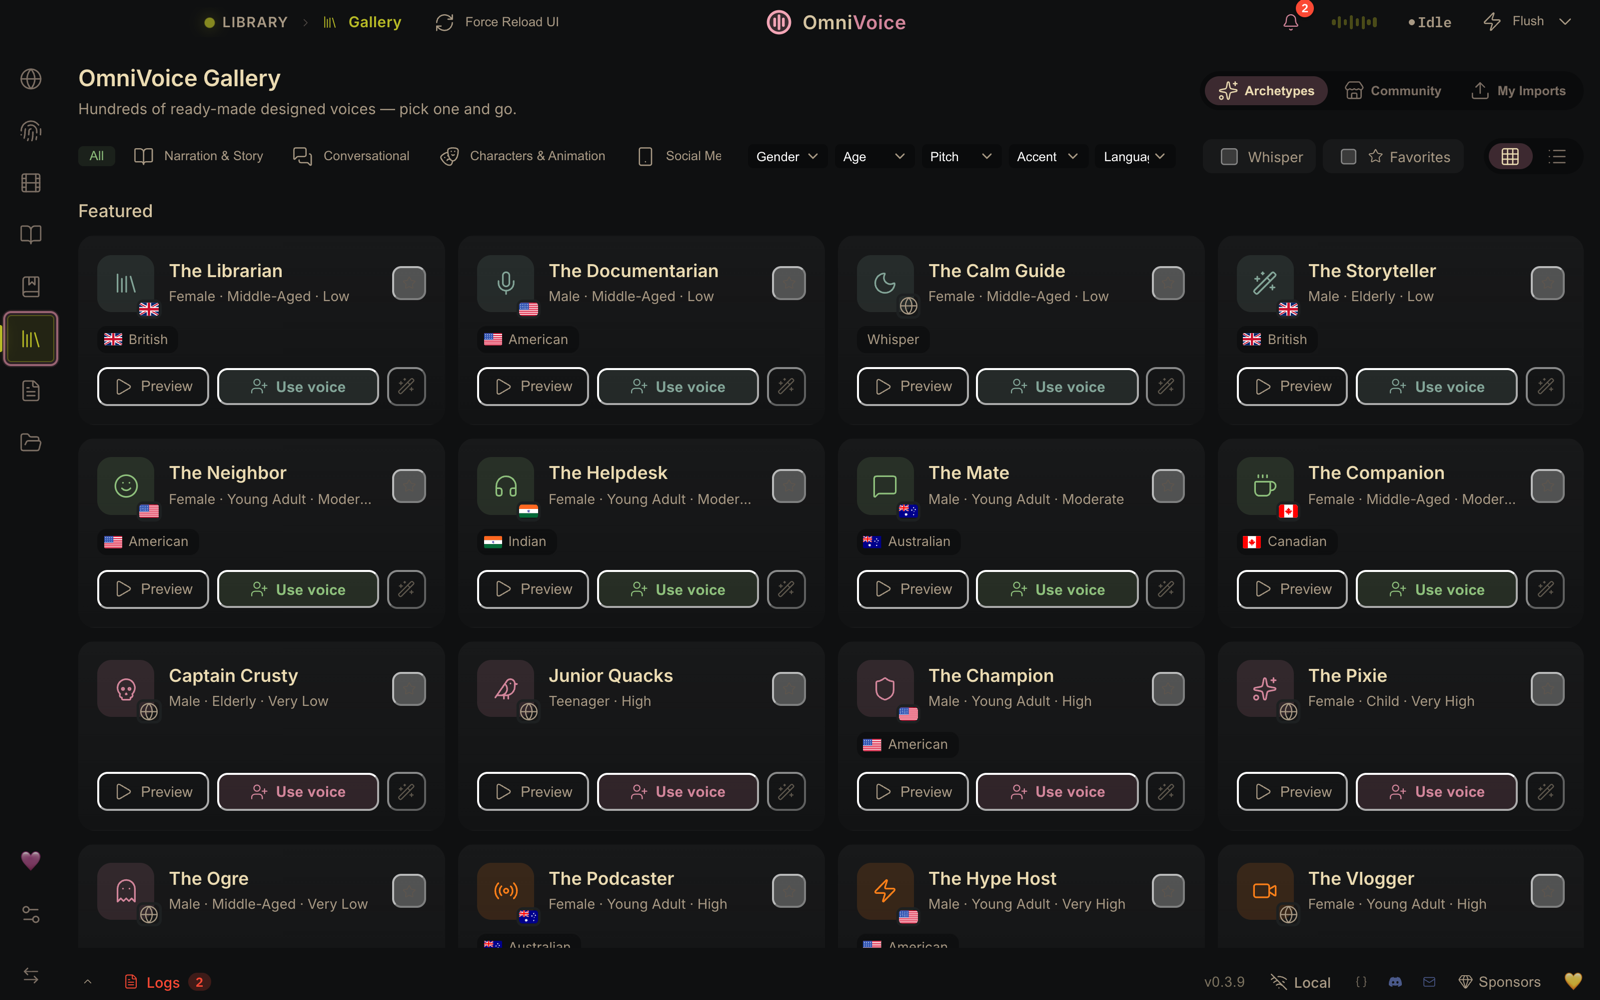 LIBRARY › Gallery Force Reload UI
OmniVoice
2
Idle Flush
OmniVoice Gallery
Hundreds of ready-made designed voices — pick one and go.
Archetypes Community My Imports
All Narration & Story Conversational Characters & Animation Social Me
Gender Age Pitch Accent Langua
Whisper Favorites
Featured
The Librarian
Female · Middle-Aged · Low
British
Preview Use voice
The Documentarian
Male · Middle-Aged · Low
American
Preview Use voice
The Calm Guide
Female · Middle-Aged · Low
Whisper
Preview Use voice
The Storyteller
Male · Elderly · Low
British
Preview Use voice
The Neighbor
Female · Young Adult · Moder...
American
Preview Use voice
The Helpdesk
Female · Young Adult · Moder...
Indian
Preview Use voice
The Mate
Male · Young Adult · Moderate
Australian
Preview Use voice
The Companion
Female · Middle-Aged · Moder...
Canadian
Preview Use voice
Captain Crusty
Male · Elderly · Very Low
Preview Use voice
Junior Quacks
Teenager · High
Preview Use voice
The Champion
Male · Young Adult · High
American
Preview Use voice
The Pixie
Female · Child · Very High
Preview Use voice
The Ogre
Male · Middle-Aged · Very Low
The Podcaster
Female · Young Adult · High
Australian
The Hype Host
Male · Young Adult · Very High
American
The Vlogger
Female · Young Adult · High
Logs 2
v0.3.9 Local Sponsors